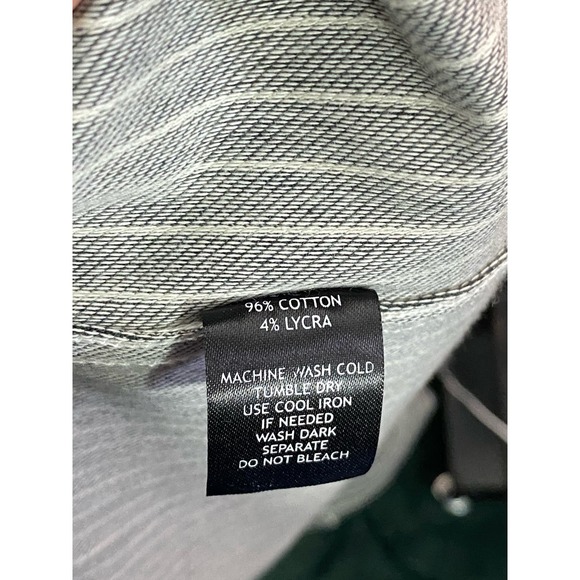 96% COTTON
4% LYCRA
MACHINE WASH COLD
TUMBLE DRY
USE COOL IRON
IF NEEDED
WASH DARK
SEPARATE
DO NOT BLEACH